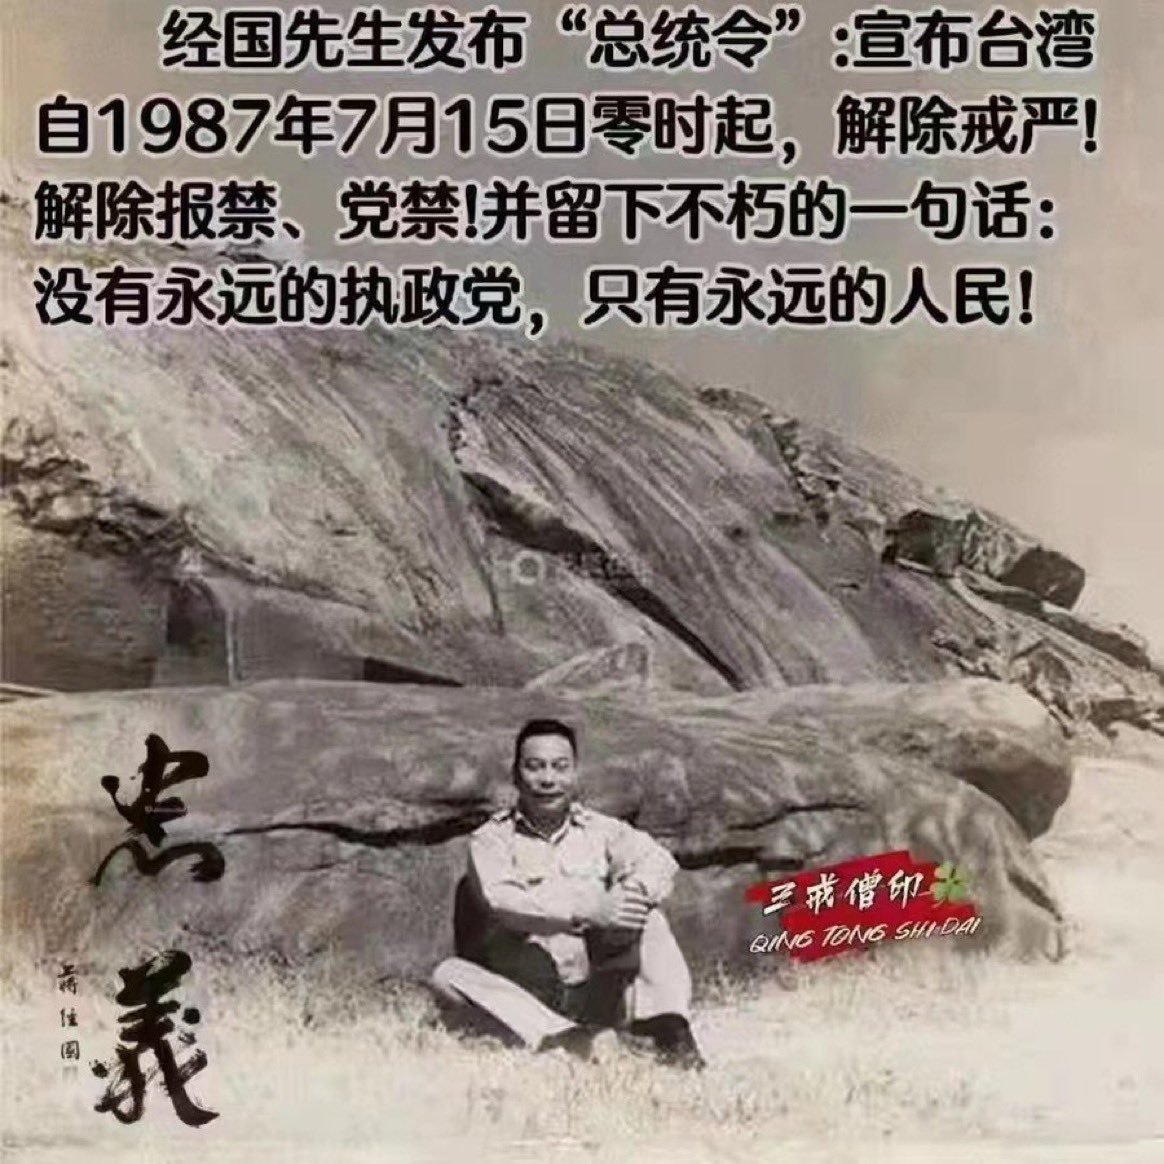 经国先生发布“总统令”:宣布台湾
自1987年7月15日零时起，解除戒严!
解除报禁、党禁!并留下不朽的一句话：
没有永远的执政党，只有永远的人民！
忠
義
蔣
經
國
三戒僧印
QING TONG SHI DAI